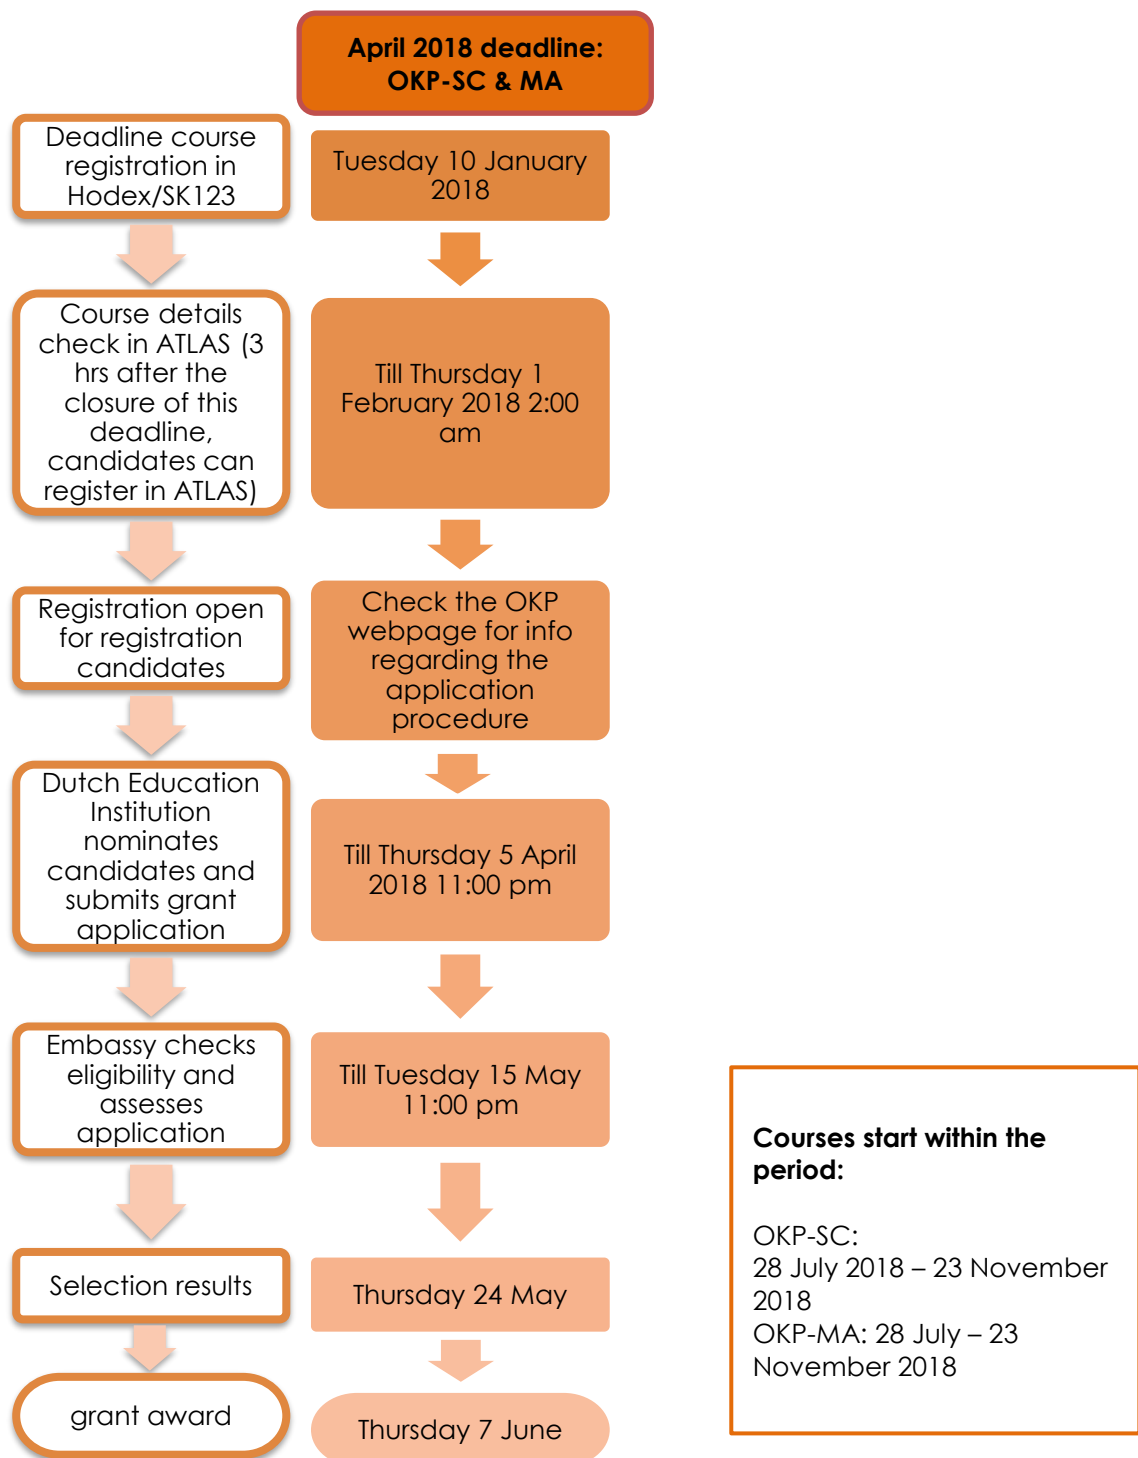 April 2018 deadline:
OKP-SC & MA
Deadline course
registration in
Hodex/SK123
Tuesday 10 January
2018
Course details
check in ATLAS (3
hrs after the
closure of this
deadline,
candidates can
register in ATLAS)
Till Thursday 1
February 2018 2:00
am
Registration open
for registration
candidates
Check the OKP
webpage for info
regarding the
application
procedure
Dutch Education
Institution
nominates
candidates and
submits grant
application
Till Thursday 5 April
2018 11:00 pm
Embassy checks
eligibility and
assesses
application
Till Tuesday 15 May
11:00 pm
Selection results
Thursday 24 May
grant award
Thursday 7 June
Courses start within the
period:
OKP-SC:
28 July 2018 – 23 November
2018
OKP-MA: 28 July – 23
November 2018